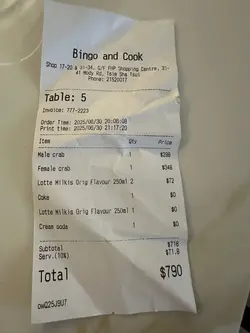 Bingo and Cook
Shop 17-20 & 31-34, G/F PHP Shopping Centre, 31-
41 Mody Rd, Tsim Sha Tsui
Phone: 21520017
Table: 5
Invoice: 777-2223
Order Time: 2025/06/30 20:06:08
Print time: 2025/06/30 21:17:20
Item Qty Price
Male crab 1 $298
Female crab 1 $348
Lotte Milkis Orig Flavour 250ml 2 $72
Coke 1 $0
Lotte Milkis Orig Flavour 250ml 1 $0
Cream soda 1 $0
Subtotal $718
Serv.(10%) $71.8
Total $790